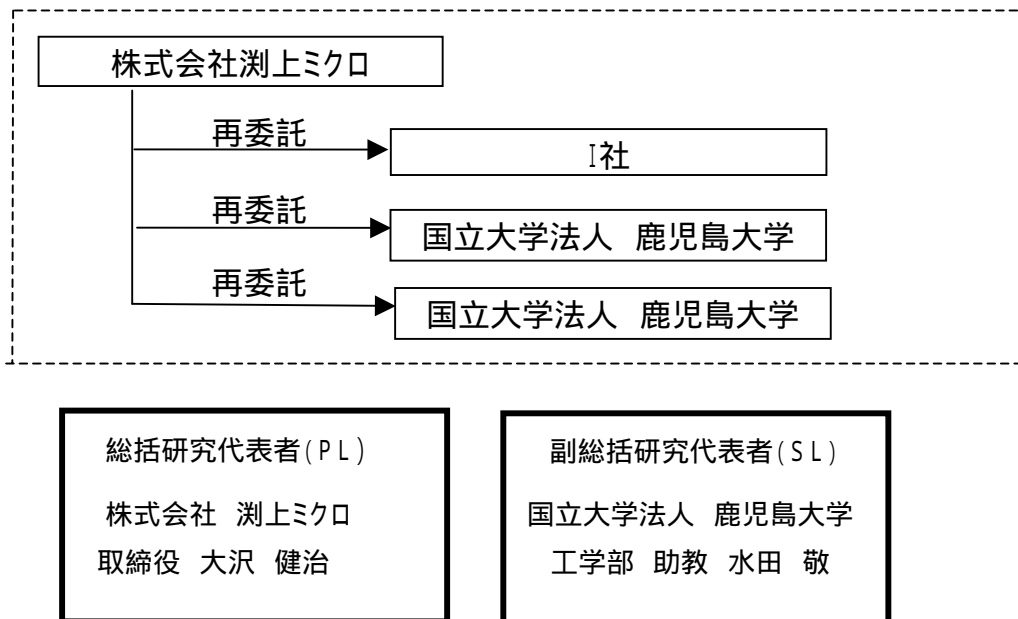 株式会社渕上ミクロ
再委託
I社
再委託
国立大学法人 鹿児島大学
再委託
国立大学法人 鹿児島大学
総括研究代表者(PL)
株式会社 渕上ミクロ
取締役 大沢 健治
副総括研究代表者(SL)
国立大学法人 鹿児島大学
工学部 助教 水田 敬